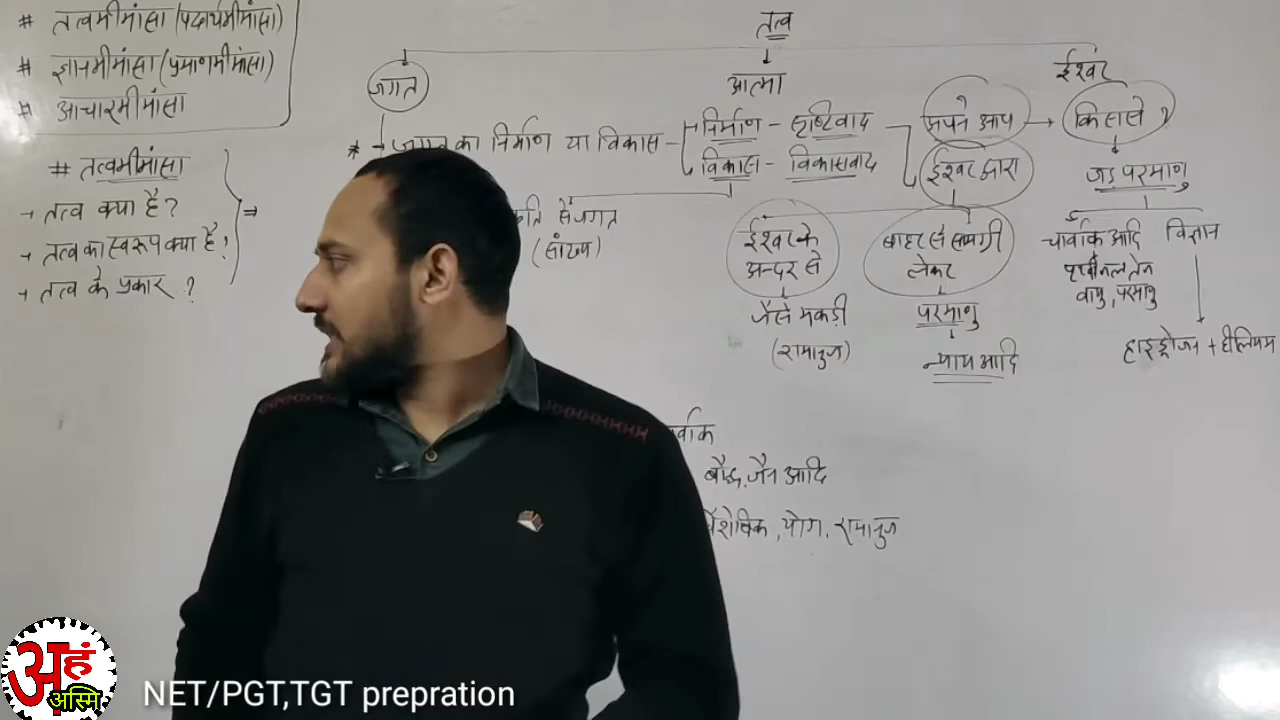 # तत्वमीमांसा (पदार्थमीमांसा)
# ज्ञानमीमांसा (प्रमाणमीमांसा)
# आचारमीमांसा
# तत्वमीमांसा
→ तत्व क्या है?
→ तत्व का स्वरूप क्या है?
→ तत्व के प्रकार ?
तत्व
जगत
आत्मा
ईश्वर
का निर्माण या विकास
निर्माण - सृष्टिवाद
विकास - विकासवाद
अपने आप
ईश्वर द्वारा
किससे ?
जड़ परमाणु
से जगत
(सांख्य)
ईश्वर के
अन्दर से
जैसे मकड़ी
(रामानुज)
बाहर से सामग्री
लेकर
परमाणु
न्याय आदि
चार्वाक आदि
वायु, परमाणु
विज्ञान
हाइड्रोजन + हीलियम
र्वाक
बौद्ध, जैन आदि
शेषिक, योग, रामानुज
अहं
अस्मि
NET/PGT,TGT prepration